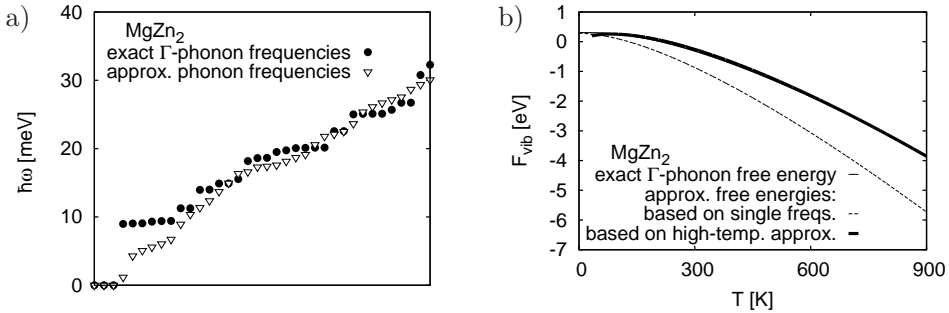 a)
MgZn₂
exact Γ-phonon frequencies
approx. phonon frequencies
ħω [meV]
40
30
20
10
0
b)
F_vib [eV]
1
0
-1
-2
-3
-4
-5
-6
-7
MgZn₂
exact Γ-phonon free energy
approx. free energies:
based on single freqs.
based on high-temp. approx.
0
300
600
900
T [K]